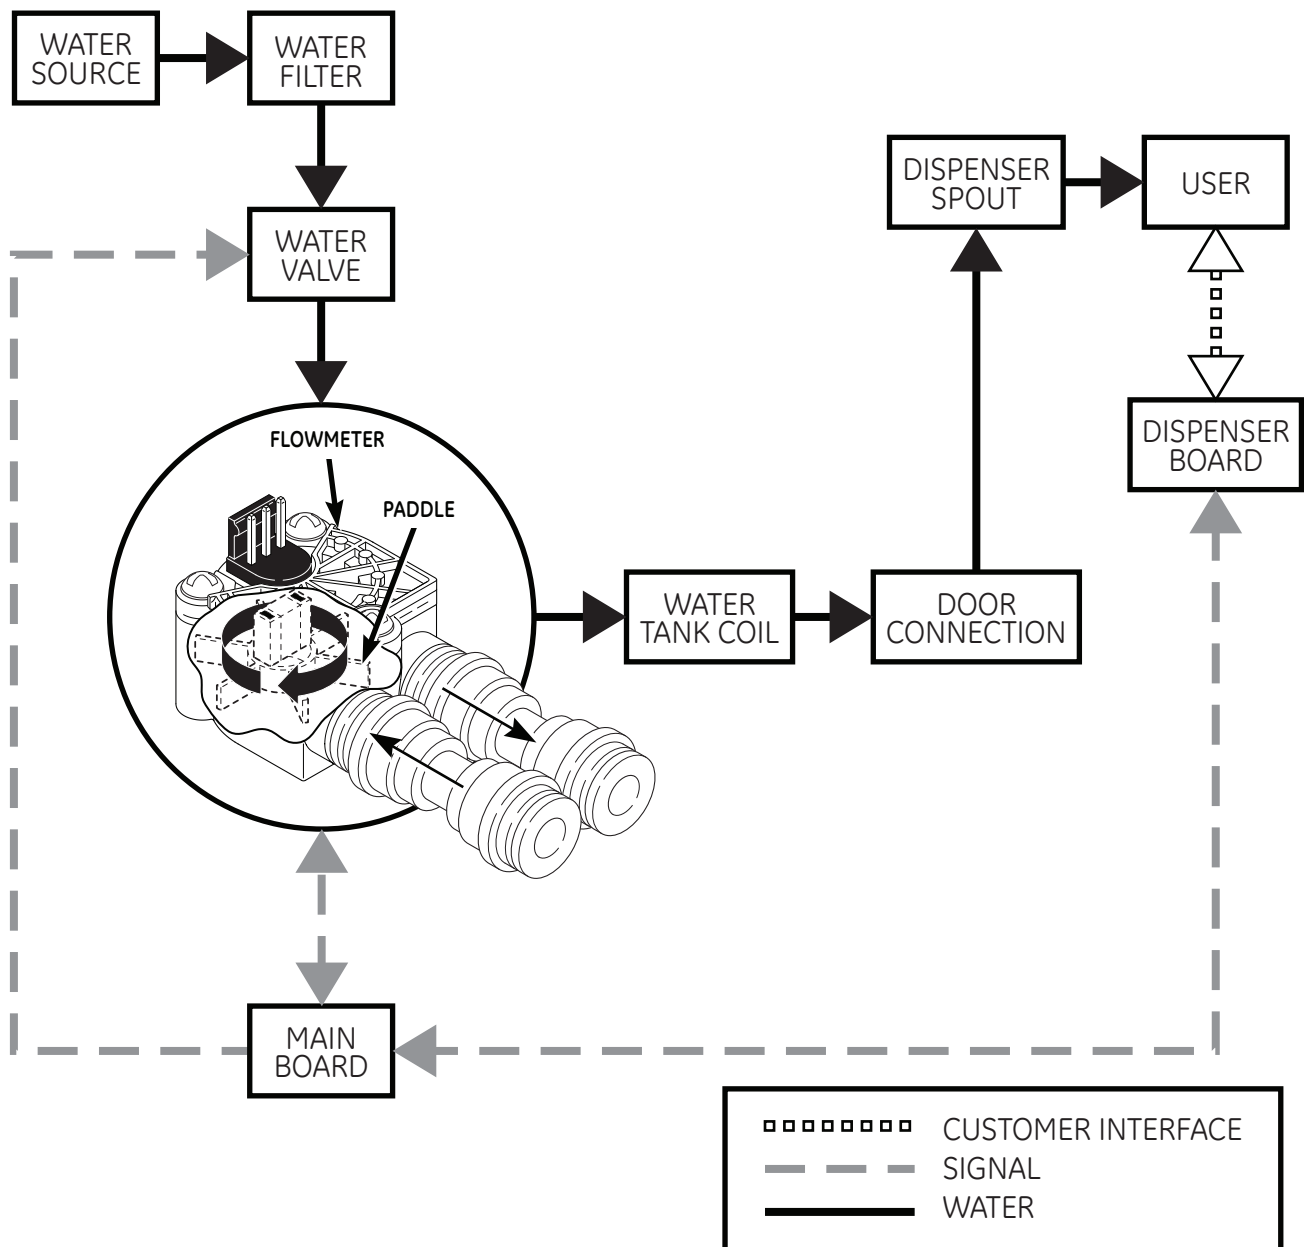 WATER
SOURCE
WATER
FILTER
DISPENSER
SPOUT
USER
WATER
VALVE
FLOWMETER
PADDLE
DISPENSER
BOARD
WATER
TANK COIL
DOOR
CONNECTION
MAIN
BOARD
CUSTOMER INTERFACE
SIGNAL
WATER